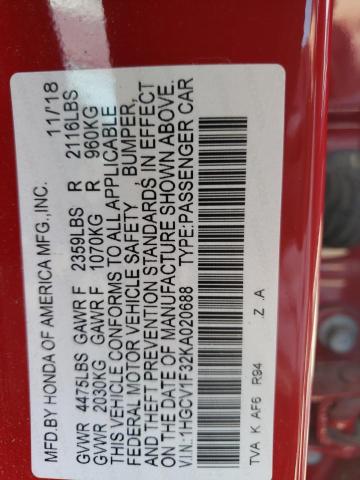 MFD.BY HONDA OF AMERICA MFG.,INC. 11/18
GVWR 4475LBS GAWR F 2359LBS R 2116LBS
GVWR 2030KG GAWR F 1070KG R 960KG
THIS VEHICLE CONFORMS TO ALL APPLICABLE
FEDERAL MOTOR VEHICLE SAFETY BUMPER,
AND THEFT PREVENTION STANDARDS IN EFFECT
ON THE DATE OF MANUFACTURE SHOWN ABOVE.
V.I.N:1HGCV1F32KA020688 TYPE:PASSENGER CAR
TVA K AF6 R94 Z .A